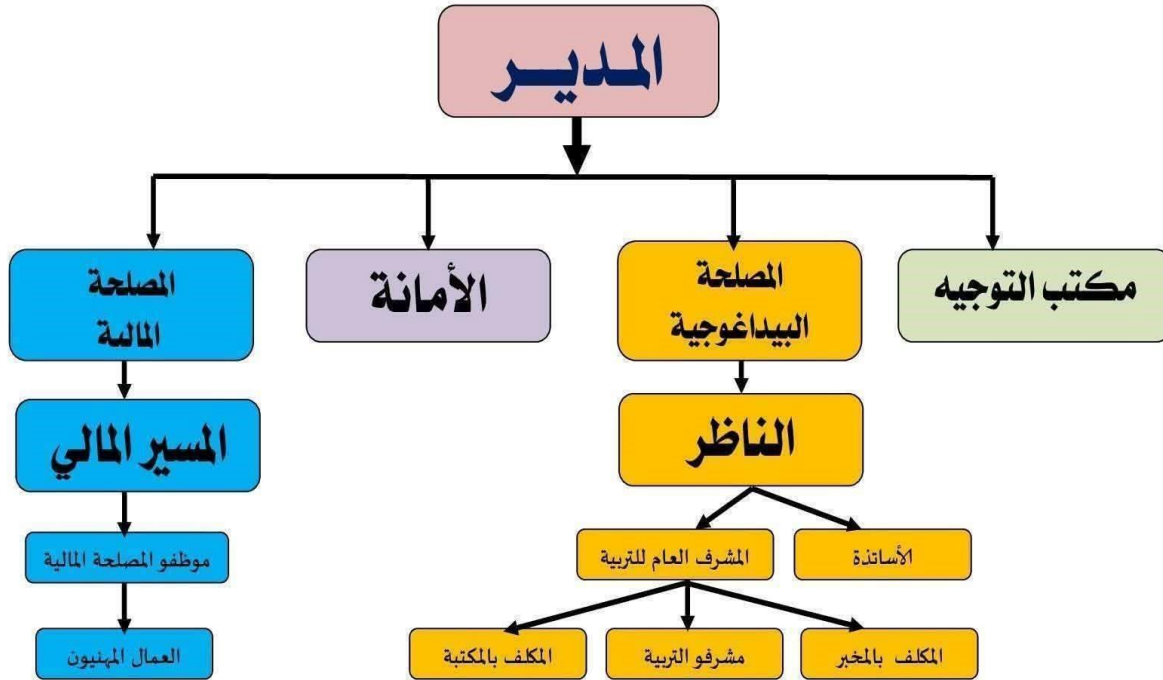 المديــر
مكتب التوجيه
المصلحة
البيداغوجية
الأمانة
المصلحة
المالية
الناظر
المسير المالي
الأساتذة
المشرف العام للتربية
موظفو المصلحة المالية
المكلف بالمخبر
مشرفو التربية
المكلف بالمكتبة
العمال المهنيون